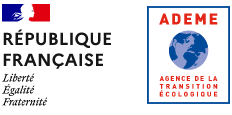 RÉPUBLIQUE
FRANÇAISE
Liberté
Égalité
Fraternité
ADEME
AGENCE DE LA
TRANSITION
ÉCOLOGIQUE